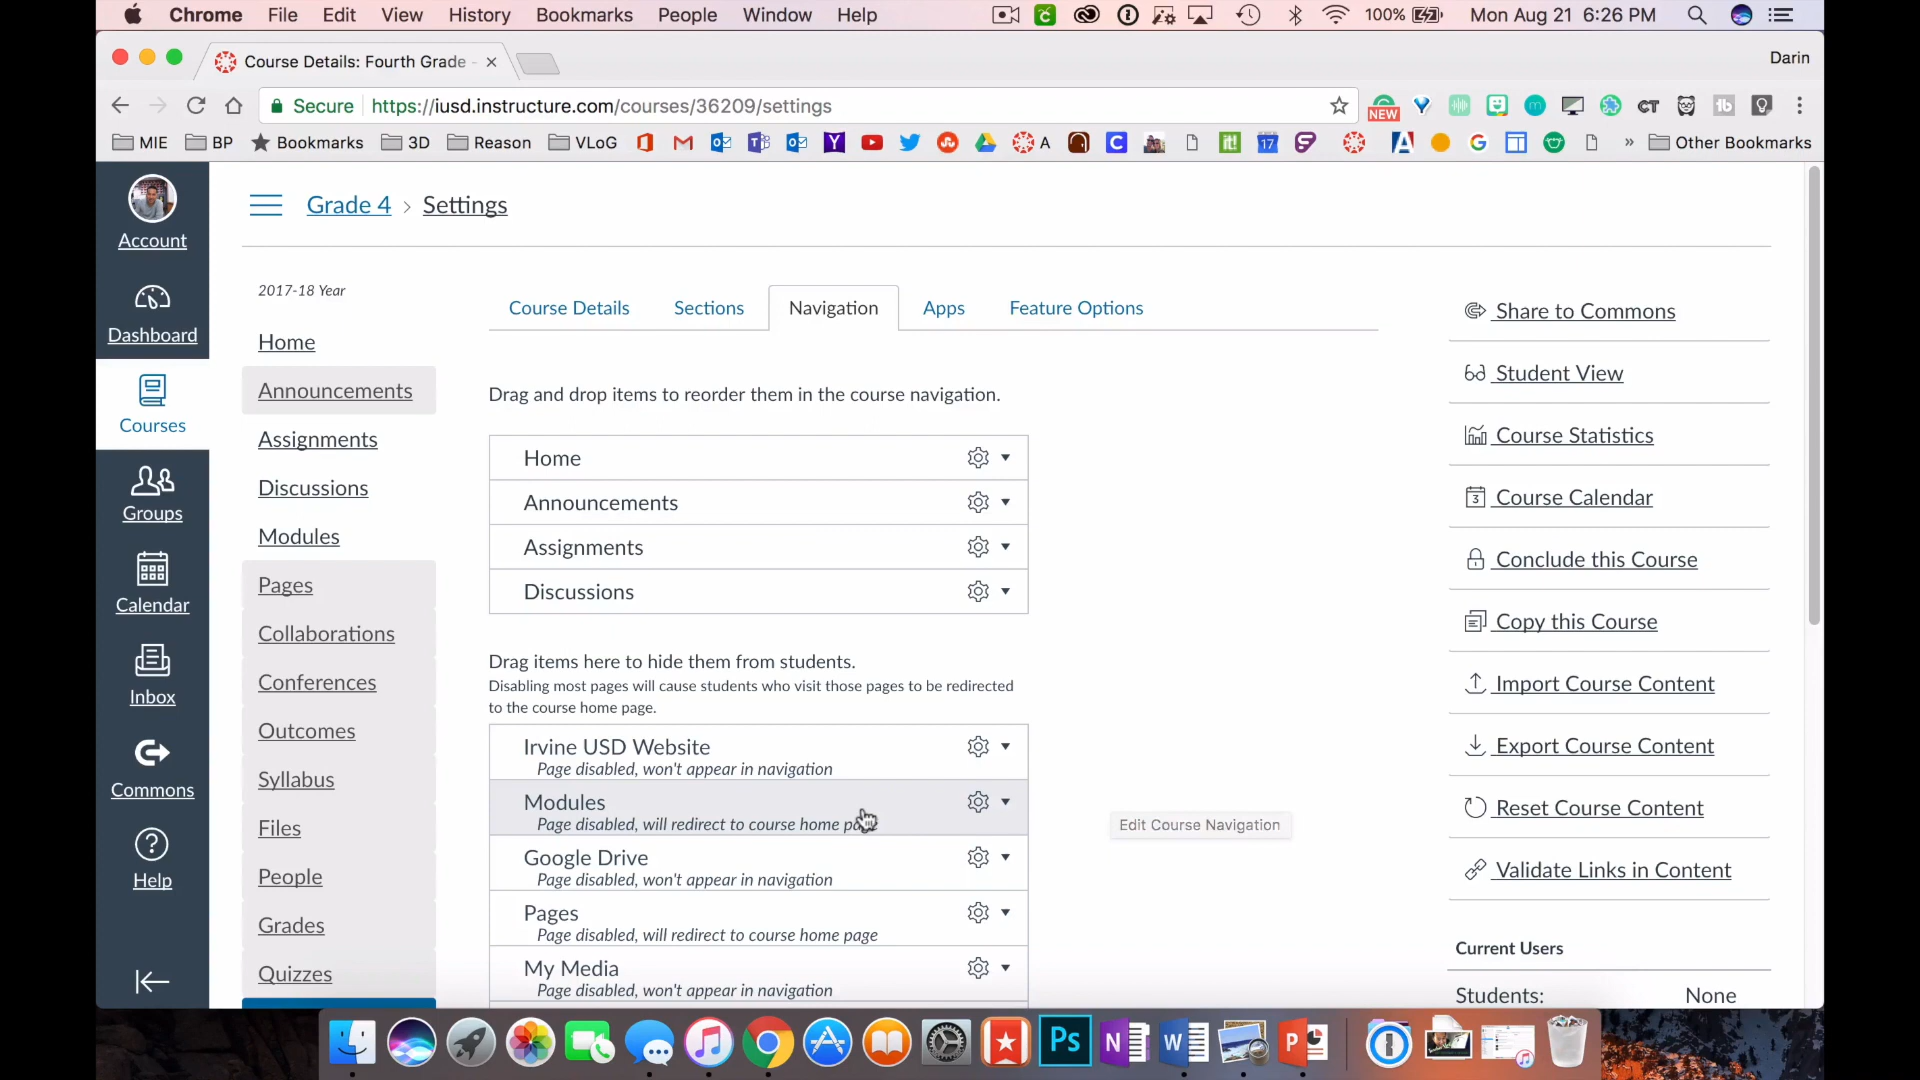 Chrome File Edit View History Bookmarks People Window Help 100% Mon Aug 21 6:26 PM
Course Details: Fourth Grade - × Darin
Secure https://iusd.instructure.com/courses/36209/settings NEW CT
MIE BP Bookmarks 3D Reason VLoG A 17 » Other Bookmarks
Grade 4 > Settings
Account
Dashboard
Courses
Groups
Calendar
Inbox
Commons
Help
2017-18 Year
Home
Announcements
Assignments
Discussions
Modules
Pages
Collaborations
Conferences
Outcomes
Syllabus
Files
People
Grades
Quizzes
Course Details Sections Navigation Apps Feature Options
Drag and drop items to reorder them in the course navigation.
Home
Announcements
Assignments
Discussions
Drag items here to hide them from students.
Disabling most pages will cause students who visit those pages to be redirected
to the course home page.
Irvine USD Website
Page disabled, won't appear in navigation
Modules
Page disabled, will redirect to course home page
Google Drive
Page disabled, won't appear in navigation
Pages
Page disabled, will redirect to course home page
My Media
Page disabled, won't appear in navigation
Edit Course Navigation
Share to Commons
Student View
Course Statistics
3 Course Calendar
Conclude this Course
Copy this Course
Import Course Content
Export Course Content
Reset Course Content
Validate Links in Content
Current Users
Students: None
Ps N W P